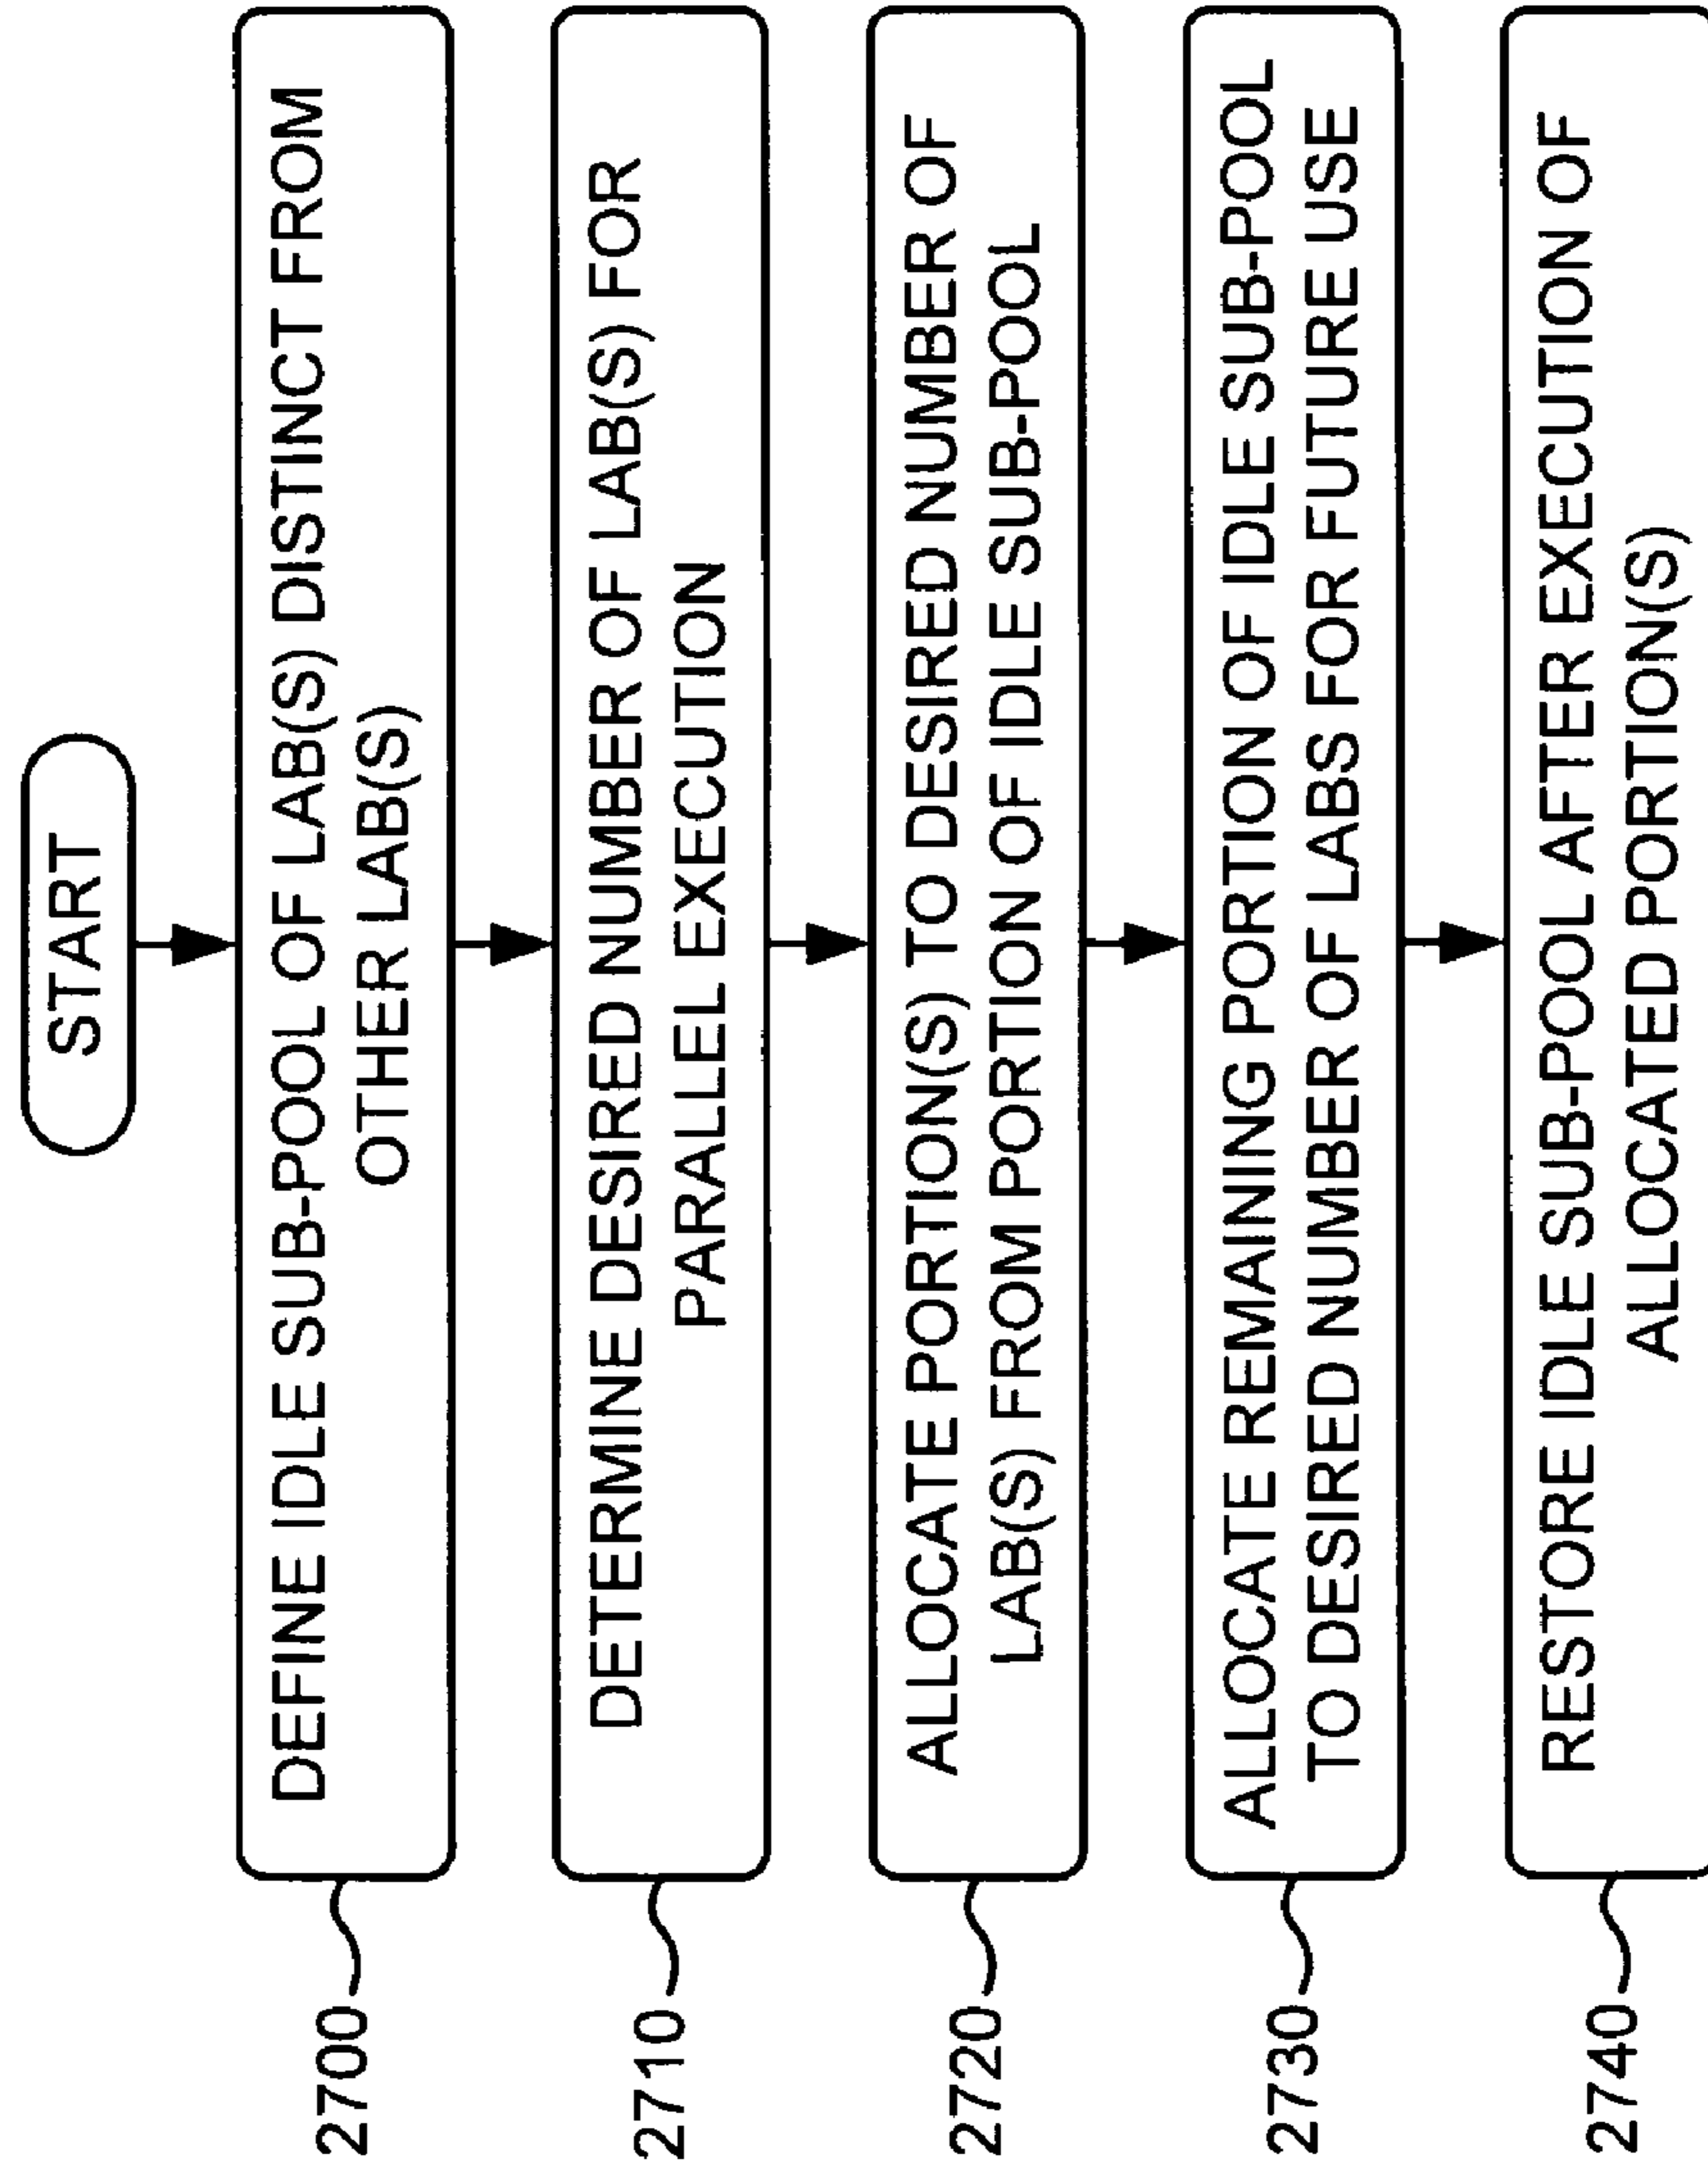 START
2700
DEFINE IDLE SUB-POOL OF LAB(S) DISTINCT FROM
OTHER LAB(S)
2710
DETERMINE DESIRED NUMBER OF LAB(S) FOR
PARALLEL EXECUTION
2720
ALLOCATE PORTION(S) TO DESIRED NUMBER OF
LAB(S) FROM PORTION OF IDLE SUB-POOL
2730
ALLOCATE REMAINING PORTION OF IDLE SUB-POOL
TO DESIRED NUMBER OF LABS FOR FUTURE USE
2740
RESTORE IDLE SUB-POOL AFTER EXECUTION OF
ALLOCATED PORTION(S)